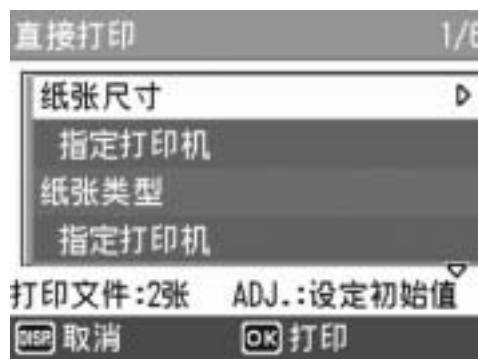 直接打印 1/6
纸张尺寸
指定打印机
纸张类型
指定打印机
打印文件:2张 ADJ.:设定初始值
DISP. 取消 OK 打印